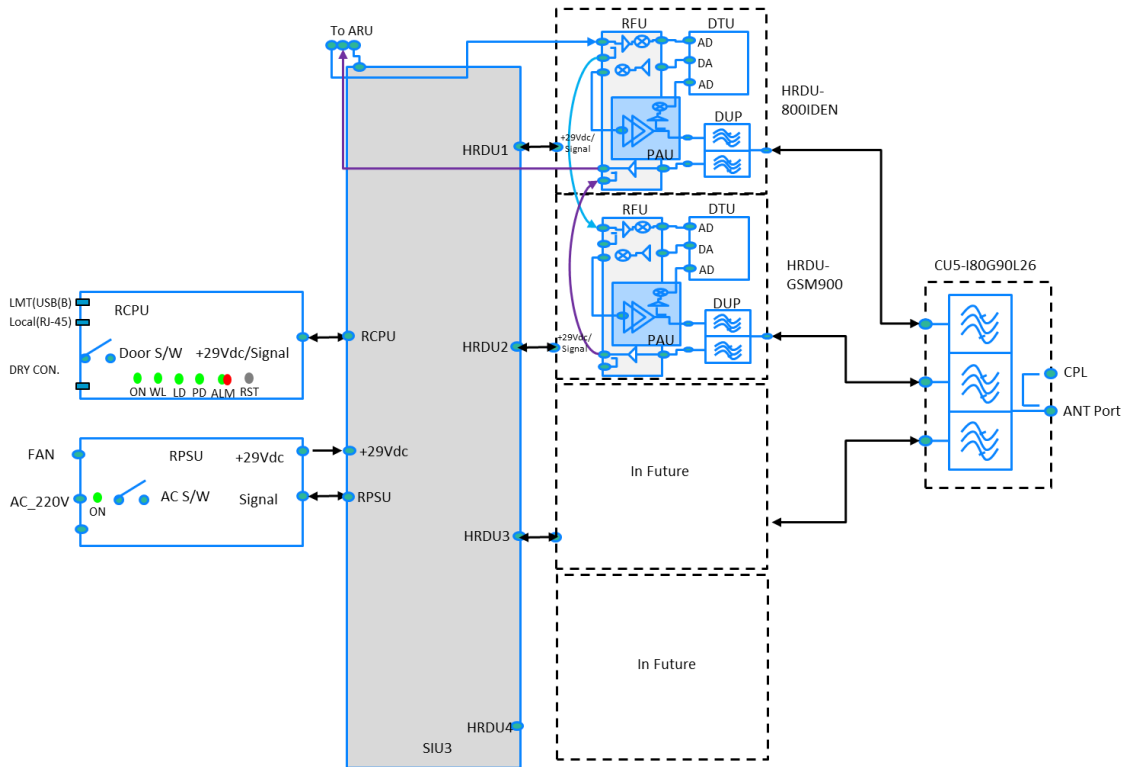 To ARU
RFU
DTU
AD
DA
AD
HRDU-
800IDEN
DUP
+29Vdc/
Signal
PAU
HRDU1
RFU
DTU
AD
DA
AD
HRDU-
GSM900
DUP
+29Vdc/
Signal
PAU
HRDU2
CU5-I80G90L26
CPL
ANT Port
LMT(USB(B)
Local(RJ-45)
DRY CON.
RCPU
Door S/W
+29Vdc/Signal
ON WL LD PD ALM RST
RCPU
FAN
AC_220V
RPSU
+29Vdc
ON
AC S/W
Signal
+29Vdc
RPSU
HRDU3
In Future
HRDU4
In Future
SIU3